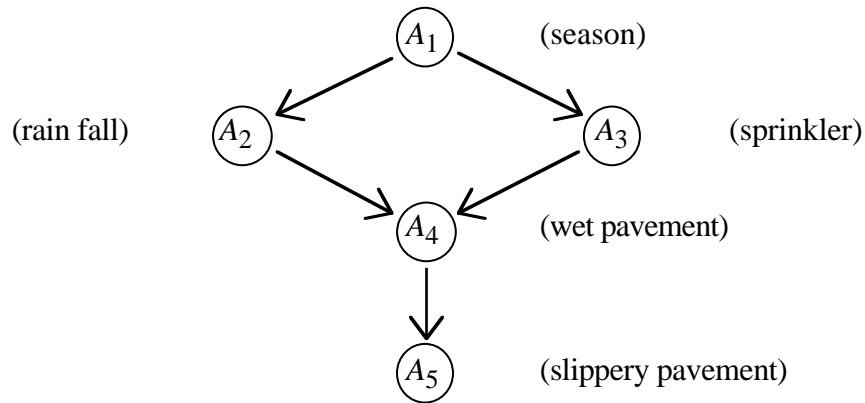 A1 (season)
(rain fall) A2 A3 (sprinkler)
A4 (wet pavement)
A5 (slippery pavement)